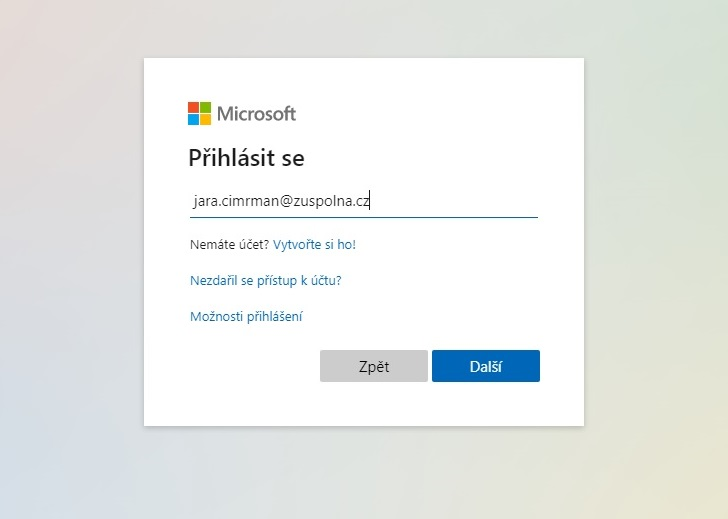 Microsoft
Přihlásit se
jara.cimrman@zuspolna.cz
Nemáte účet? Vytvořte si ho!
Nezdařil se přístup k účtu?
Možnosti přihlášení
Zpět
Další